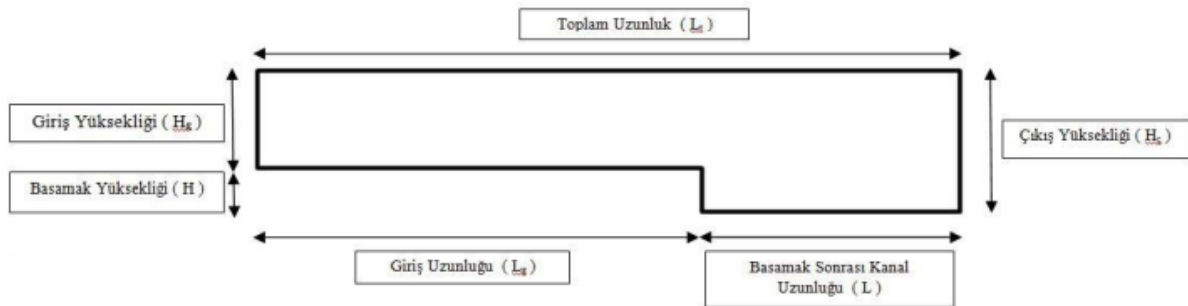 Toplam Uzunluk ( Lt )
Giriş Yüksekliği ( Hg )
Çıkış Yüksekliği ( Hç )
Basamak Yüksekliği ( H )
Giriş Uzunluğu ( Lg )
Basamak Sonrası Kanal
Uzunluğu ( L )